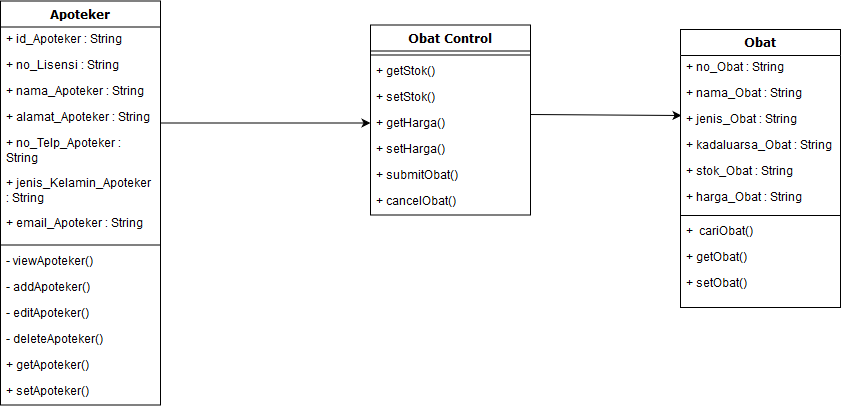 Apoteker
+ id_Apoteker : String
+ no_Lisensi : String
+ nama_Apoteker : String
+ alamat_Apoteker : String
+ no_Telp_Apoteker :
String
+ jenis_Kelamin_Apoteker
: String
+ email_Apoteker : String
- viewApoteker()
- addApoteker()
- editApoteker()
- deleteApoteker()
+ getApoteker()
+ setApoteker()
Obat Control
+ getStok()
+ setStok()
+ getHarga()
+ setHarga()
+ submitObat()
+ cancelObat()
Obat
+ no_Obat : String
+ nama_Obat : String
+ jenis_Obat : String
+ kadaluarsa_Obat : String
+ stok_Obat : String
+ harga_Obat : String
+ cariObat()
+ getObat()
+ setObat()